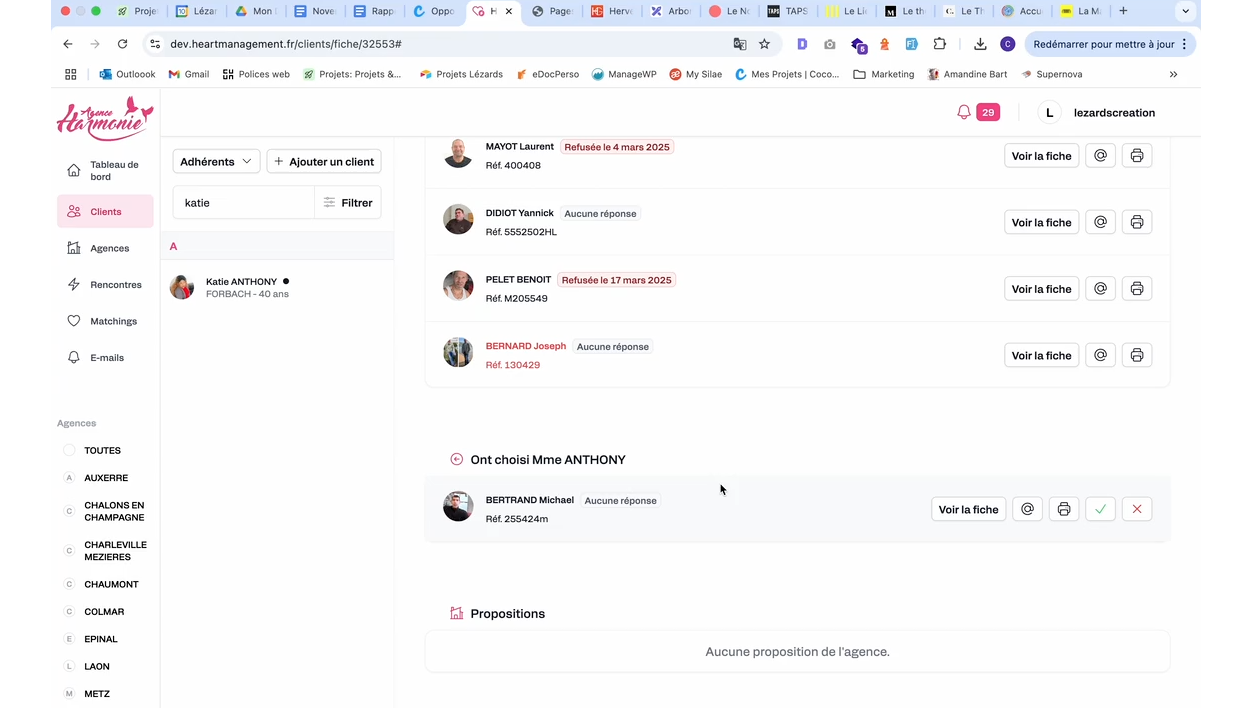 Proje
Lézar
Mon
Nove
Rapp
Oppo
H
Page
Herve
Arbo
Le No
TAPS
TAPS
Le Li
Le th
Le Th
Accu
La M
dev.heartmanagement.fr/clients/fiche/32553#
5
C
Redémarrer pour mettre à jour
Outloook
Gmail
Polices web
Projets: Projets &...
Projets Lézards
eDocPerso
ManageWP
My Silae
Mes Projets | Coco...
Marketing
Amandine Bart
Supernova
Agence
Harmonie
29
L
lezardscreation
Tableau de
bord
Clients
Agences
Rencontres
Matchings
E-mails
Agences
TOUTES
A AUXERRE
C CHALONS EN
CHAMPAGNE
C CHARLEVILLE
MEZIERES
C CHAUMONT
C COLMAR
E EPINAL
L LAON
M METZ
Adhérents
+ Ajouter un client
katie
Filtrer
A
Katie ANTHONY
FORBACH - 40 ans
MAYOT Laurent Refusée le 4 mars 2025
Réf. 400408
Voir la fiche
DIDIOT Yannick Aucune réponse
Réf. 5552502HL
Voir la fiche
PELET BENOIT Refusée le 17 mars 2025
Réf. M205549
Voir la fiche
BERNARD Joseph Aucune réponse
Réf. 130429
Voir la fiche
Ont choisi Mme ANTHONY
BERTRAND Michael Aucune réponse
Réf. 255424m
Voir la fiche
Propositions
Aucune proposition de l'agence.